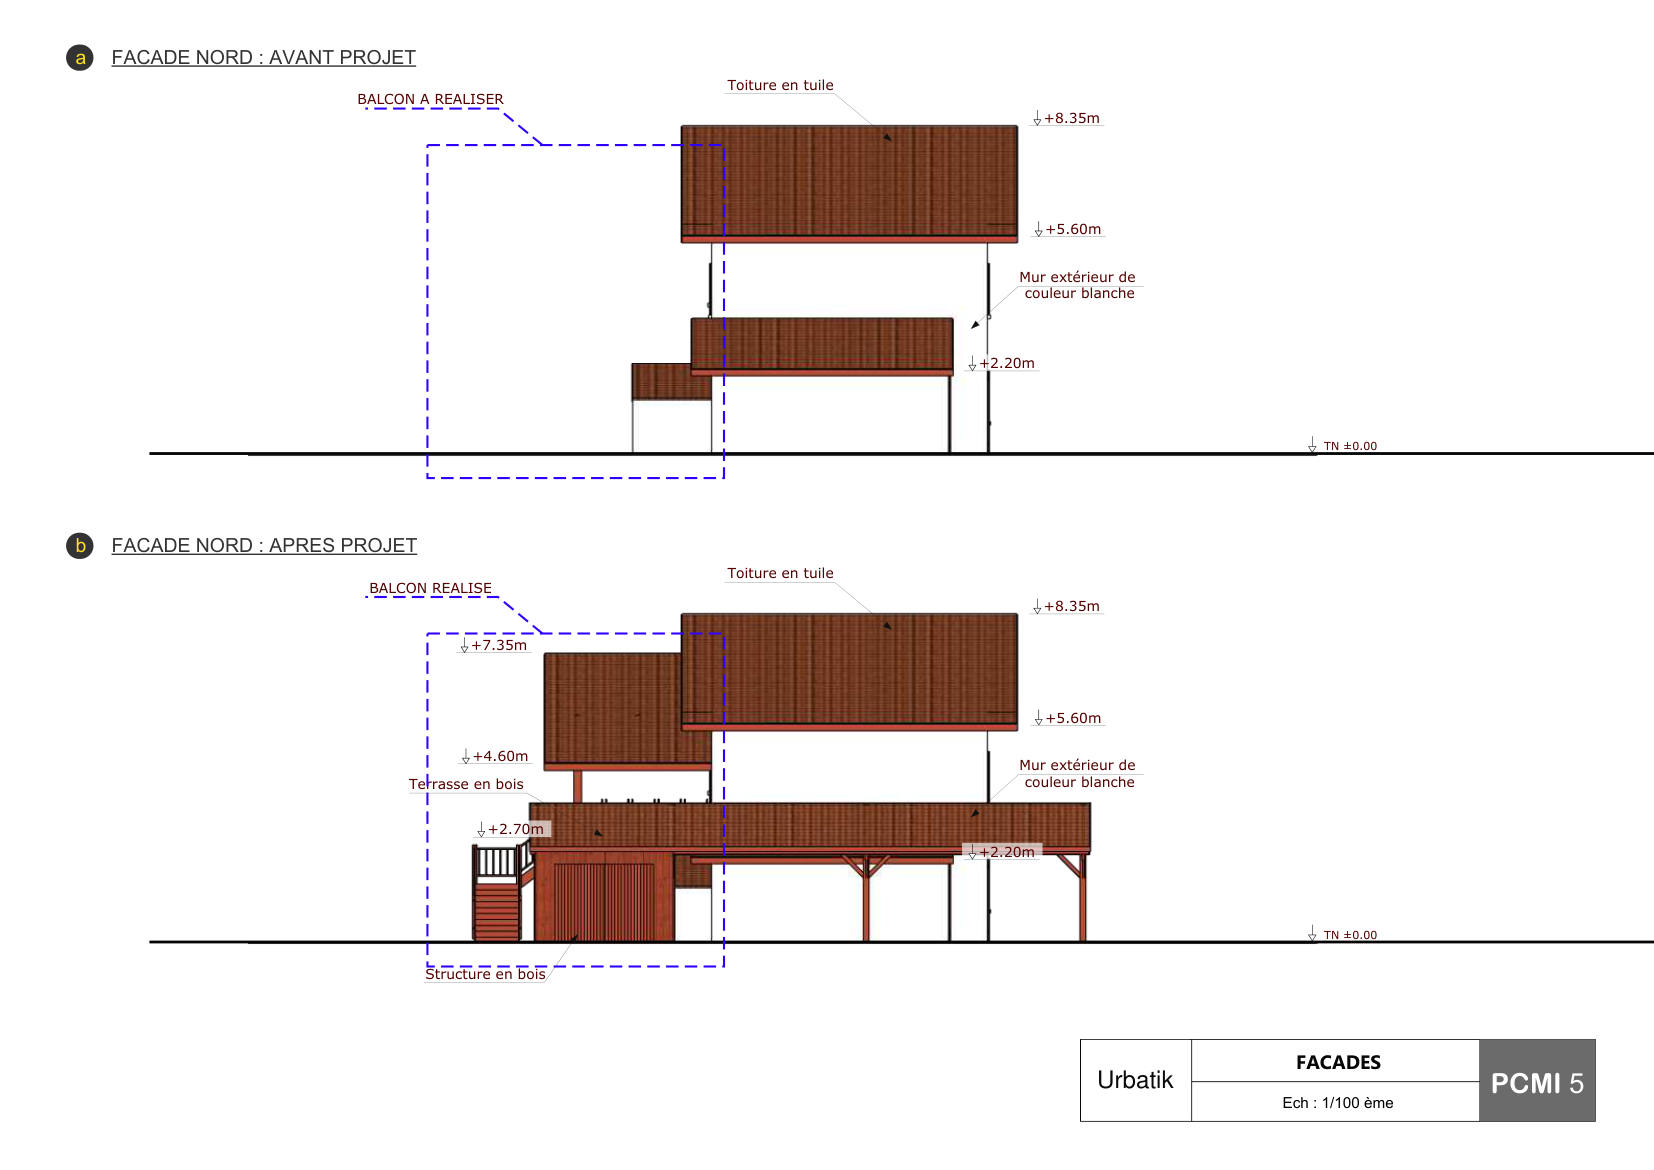 a FACADE NORD : AVANT PROJET
BALCON A REALISER
Toiture en tuile
+8.35m
+5.60m
Mur extérieur de
couleur blanche
+2.20m
TN ±0.00
b FACADE NORD : APRES PROJET
BALCON REALISE
Toiture en tuile
+8.35m
+7.35m
+5.60m
+4.60m
Mur extérieur de
couleur blanche
Terrasse en bois
+2.70m
+2.20m
TN ±0.00
Structure en bois
Urbatik
FACADES
Ech : 1/100 ème
PCMI 5